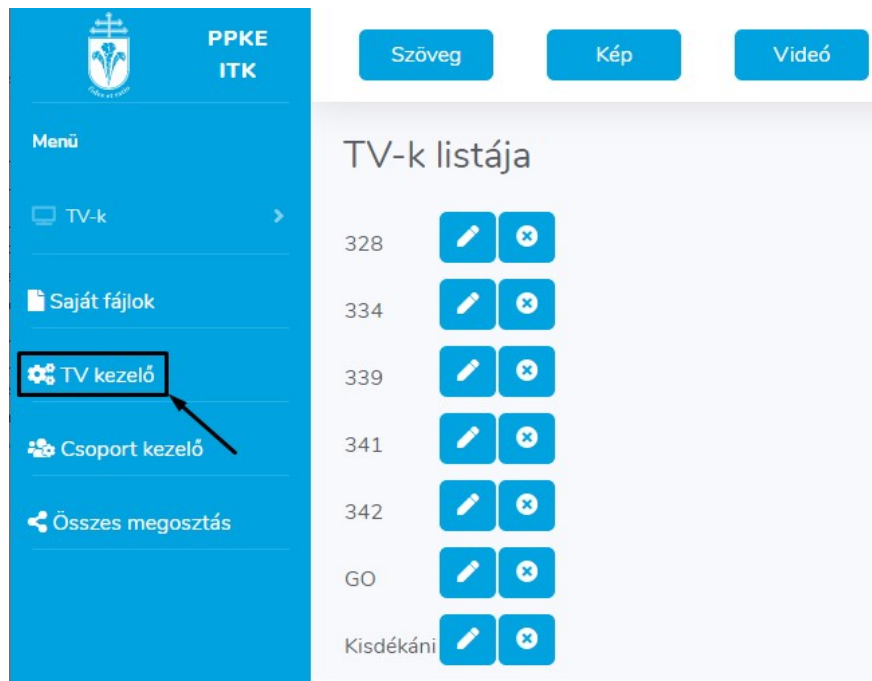 PPKE
ITK
Szöveg
Kép
Videó
Menü
TV-k
Saját fájlok
TV kezelő
Csoport kezelő
Összes megosztás
TV-k listája
328
334
339
341
342
GO
Kisdékáni